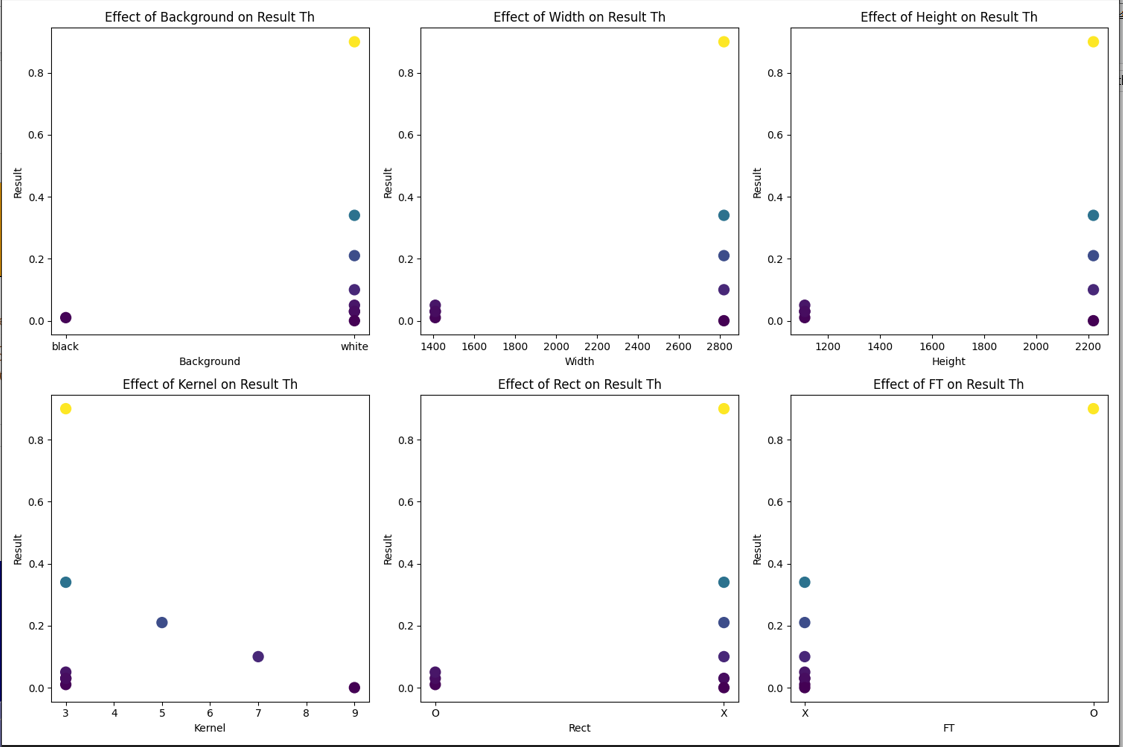 Effect of Background on Result Th
Effect of Width on Result Th
Effect of Height on Result Th
Result
0.8
0.6
0.4
0.2
0.0
black
white
Background
Result
0.8
0.6
0.4
0.2
0.0
1400 1600 1800 2000 2200 2400 2600 2800
Width
Result
0.8
0.6
0.4
0.2
0.0
1200 1400 1600 1800 2000 2200
Height
Effect of Kernel on Result Th
Effect of Rect on Result Th
Effect of FT on Result Th
Result
0.8
0.6
0.4
0.2
0.0
3 4 5 6 7 8 9
Kernel
Result
0.8
0.6
0.4
0.2
0.0
O X
Rect
Result
0.8
0.6
0.4
0.2
0.0
X O
FT